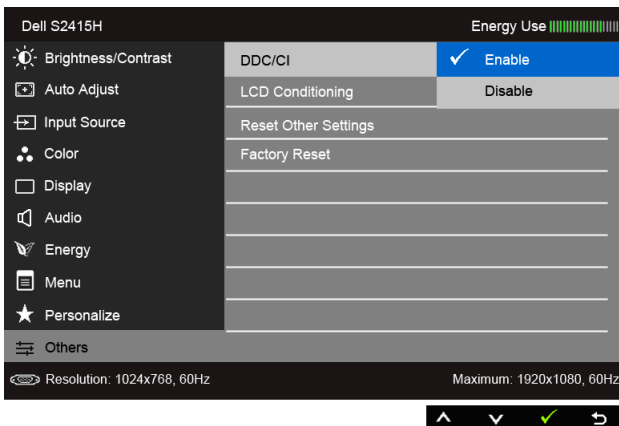 Dell S2415H Energy Use
Brightness/Contrast DDC/CI Enable
Auto Adjust LCD Conditioning Disable
Input Source Reset Other Settings
Color Factory Reset
Display
Audio
Energy
Menu
Personalize
Others
Resolution: 1024x768, 60Hz Maximum: 1920x1080, 60Hz